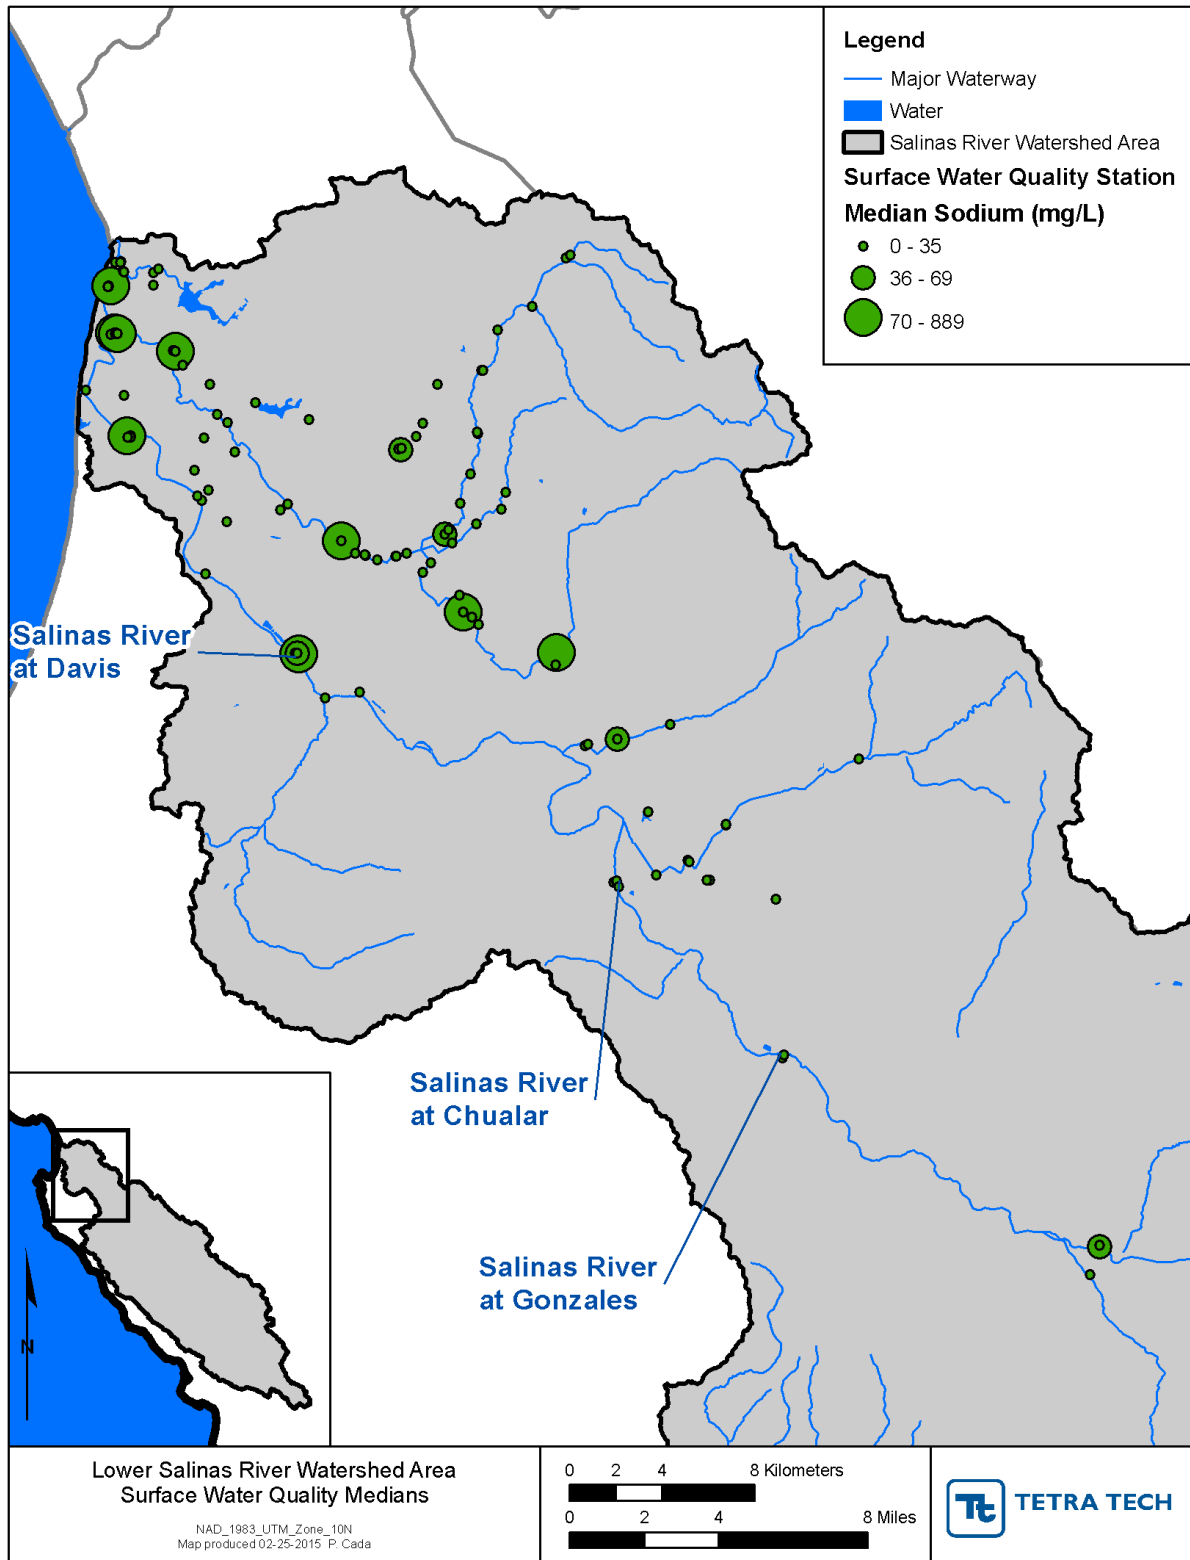 Legend
Major Waterway
Water
Salinas River Watershed Area
Surface Water Quality Station
Median Sodium (mg/L)
0 - 35
36 - 69
70 - 889
Salinas River
at Davis
Salinas River
at Chualar
Salinas River
at Gonzales
N
Lower Salinas River Watershed Area
Surface Water Quality Medians
NAD_1983_UTM_Zone_10N
Map produced 02-25-2015 P. Cada
0 2 4 8 Kilometers
0 2 4 8 Miles
Tt TETRA TECH